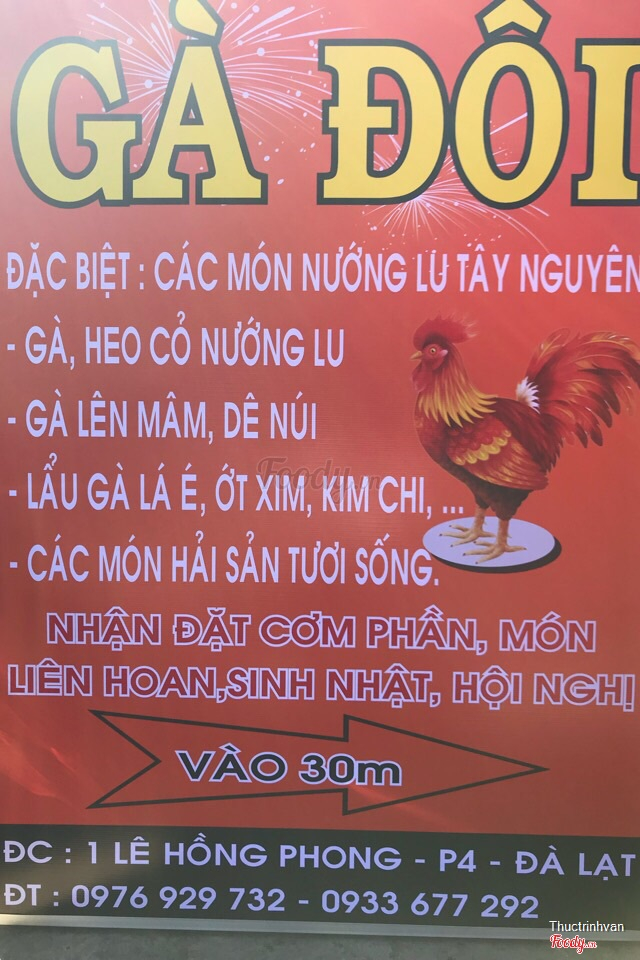 GÀ ĐÔI
ĐẶC BIỆT : CÁC MÓN NƯỚNG LU TÂY NGUYÊN
- GÀ, HEO CỎ NƯỚNG LU
- GÀ LÊN MÂM, DÊ NÚI
- LẨU GÀ LÁ É, ỚT XIM, KIM CHI, ...
- CÁC MÓN HẢI SẢN TƯƠI SỐNG.
NHẬN ĐẶT CƠM PHẦN, MÓN
LIÊN HOAN,SINH NHẬT, HỘI NGHỊ
VÀO 30m
ĐC : 1 LÊ HỒNG PHONG - P4 - ĐÀ LẠT
ĐT : 0976 929 732 - 0933 677 292
Foody.vn
Thuctrinhvan
Foody.vn